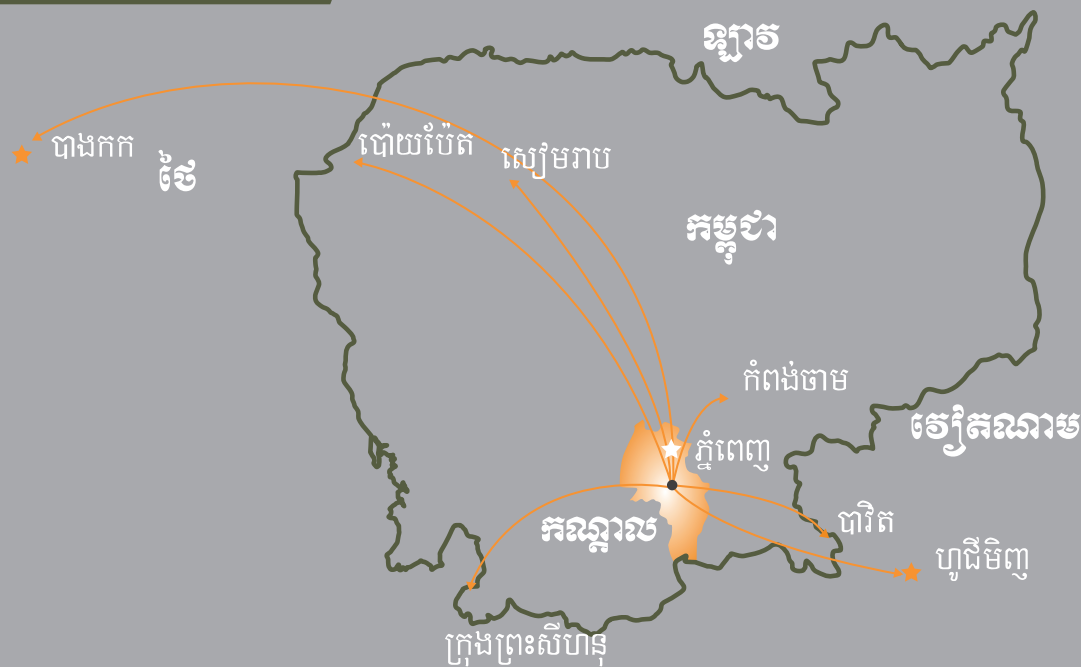 ឡាវ
បាងកក
ថៃ
ប៉ោយប៉ែត
សៀមរាប
កម្ពុជា
កំពង់ចាម
វៀតណាម
ភ្នំពេញ
កណ្ដាល
បាវិត
ហូជីមិញ
ក្រុងព្រះសីហនុ